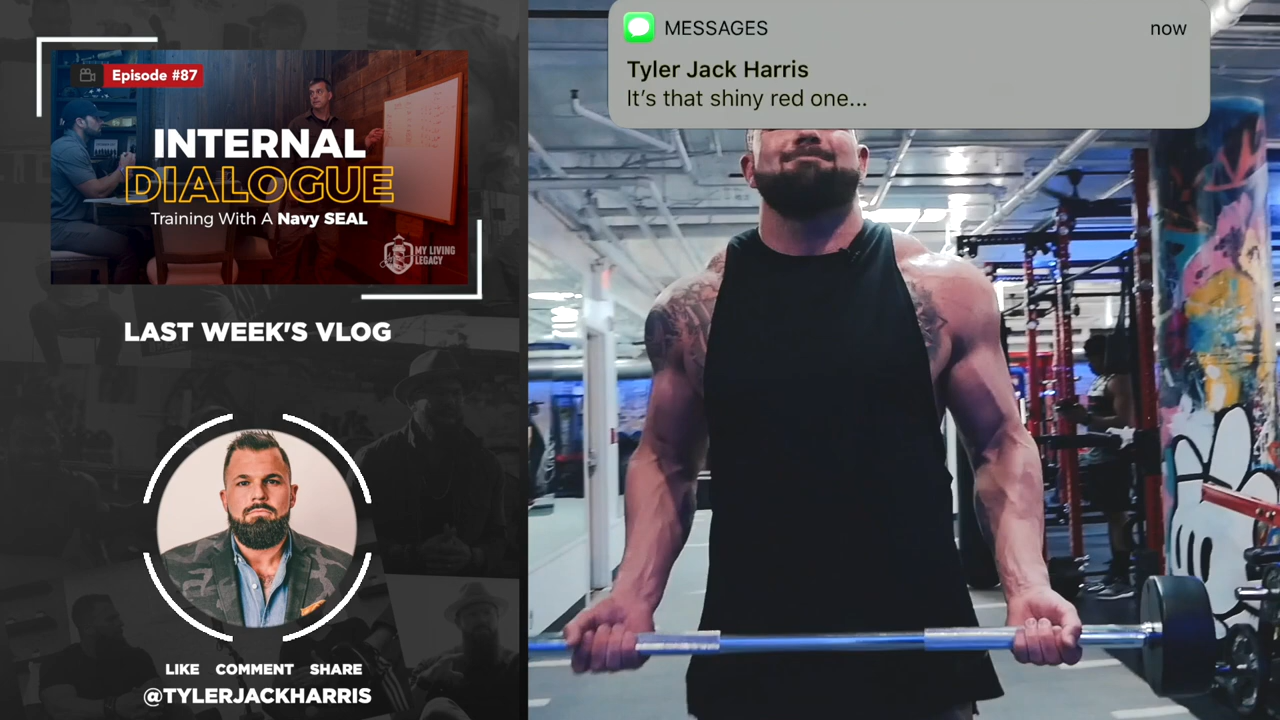 Episode #87
INTERNAL
DIALOGUE
Training With A Navy SEAL
MY LIVING
LEGACY
LAST WEEK'S VLOG
LIKE COMMENT SHARE
@TYLERJACKHARRIS
MESSAGES
now
Tyler Jack Harris
It's that shiny red one...